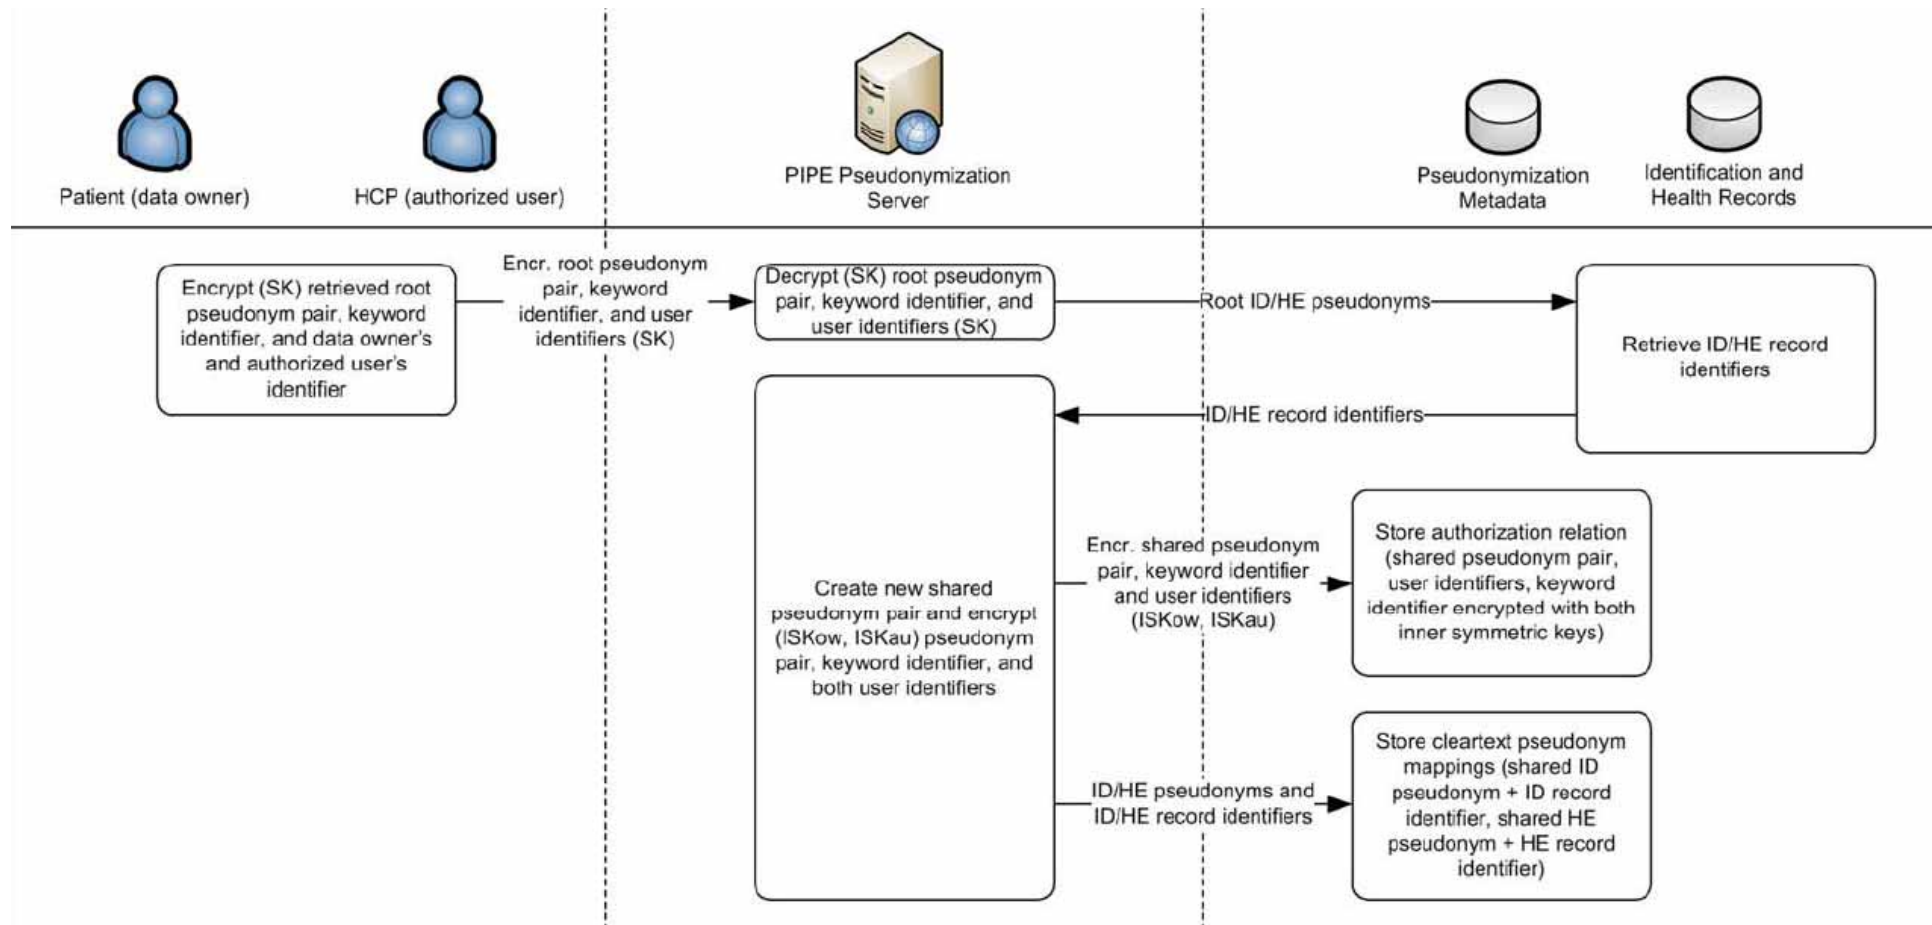 Patient (data owner)
HCP (authorized user)
PIPE Pseudonymization
Server
Pseudonymization
Metadata
Identification and
Health Records
Encrypt (SK) retrieved root
pseudonym pair, keyword
identifier, and data owner's
and authorized user's
identifier
Encr. root pseudonym
pair, keyword
identifier, and user
identifiers (SK)
Decrypt (SK) root pseudonym
pair, keyword identifier, and
user identifiers (SK)
Root ID/HE pseudonyms
Retrieve ID/HE record
identifiers
ID/HE record identifiers
Create new shared
pseudonym pair and encrypt
(ISKow, ISKau) pseudonym
pair, keyword identifier, and
both user identifiers
Encr. shared pseudonym
pair, keyword identifier
and user identifiers
(ISKow, ISKau)
Store authorization relation
(shared pseudonym pair,
user identifiers, keyword
identifier encrypted with both
inner symmetric keys)
ID/HE pseudonyms and
ID/HE record identifiers
Store cleartext pseudonym
mappings (shared ID
pseudonym + ID record
identifier, shared HE
pseudonym + HE record
identifier)